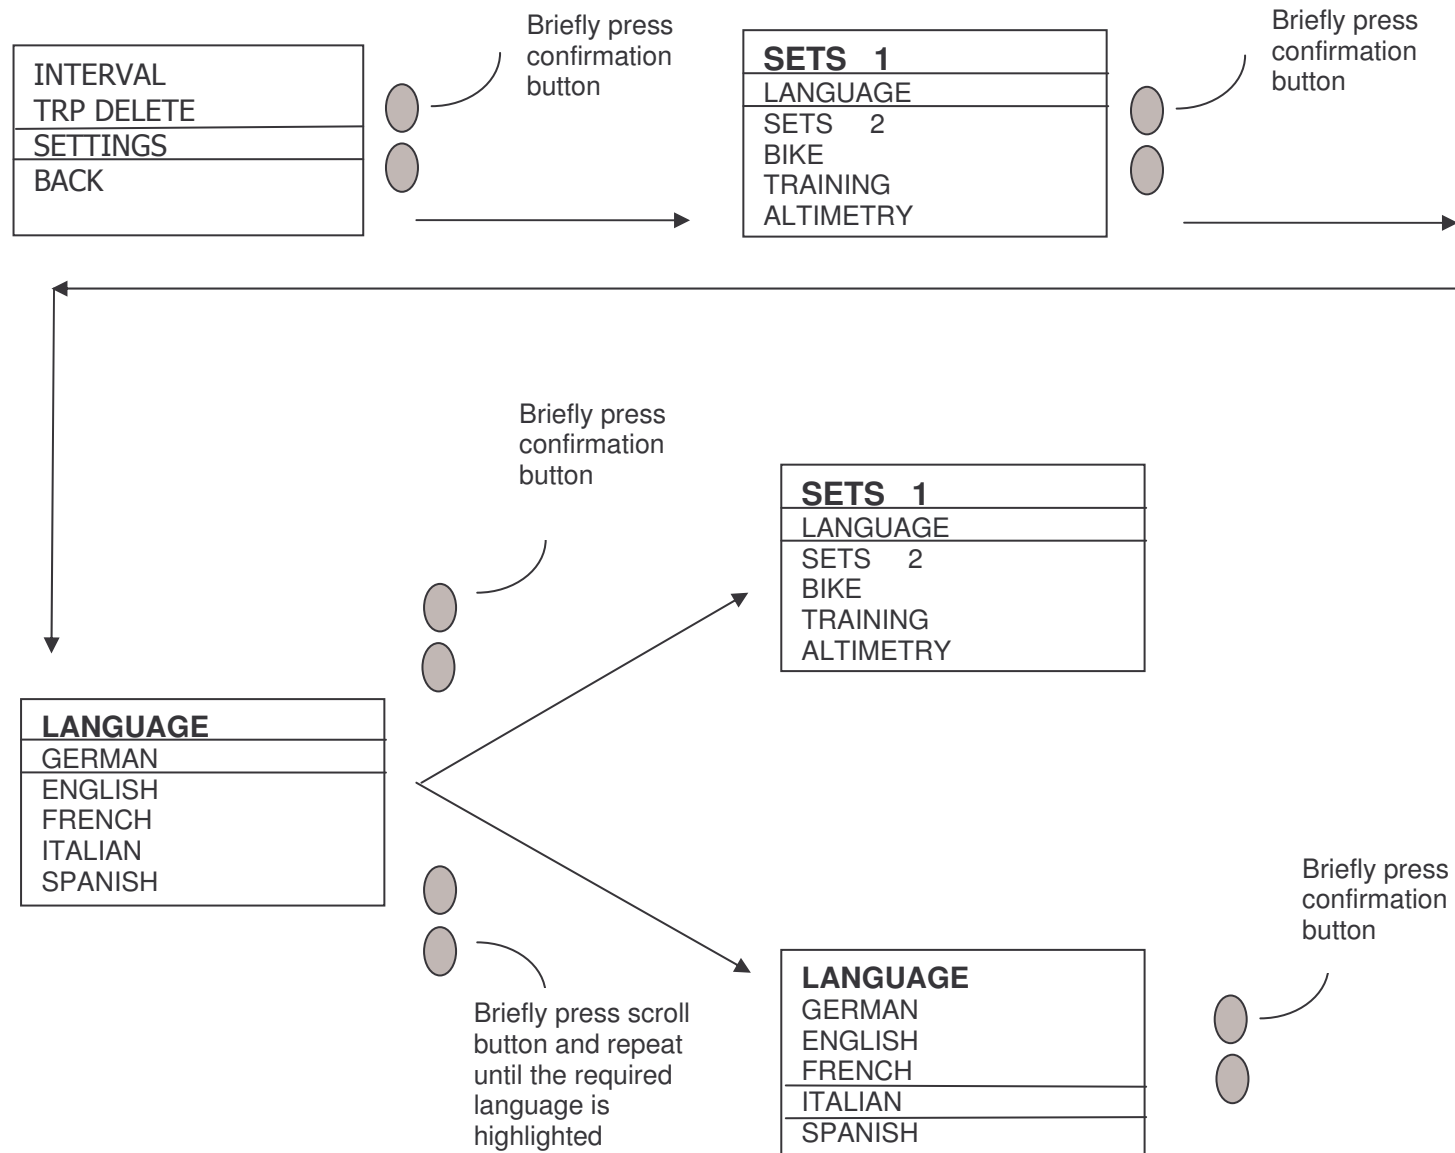 INTERVAL
TRP DELETE
SETTINGS
BACK
Briefly press
confirmation
button
SETS 1
LANGUAGE
SETS 2
BIKE
TRAINING
ALTIMETRY
Briefly press
confirmation
button
Briefly press
confirmation
button
SETS 1
LANGUAGE
SETS 2
BIKE
TRAINING
ALTIMETRY
LANGUAGE
GERMAN
ENGLISH
FRENCH
ITALIAN
SPANISH
Briefly press scroll
button and repeat
until the required
language is
highlighted
LANGUAGE
GERMAN
ENGLISH
FRENCH
ITALIAN
SPANISH
Briefly press
confirmation
button